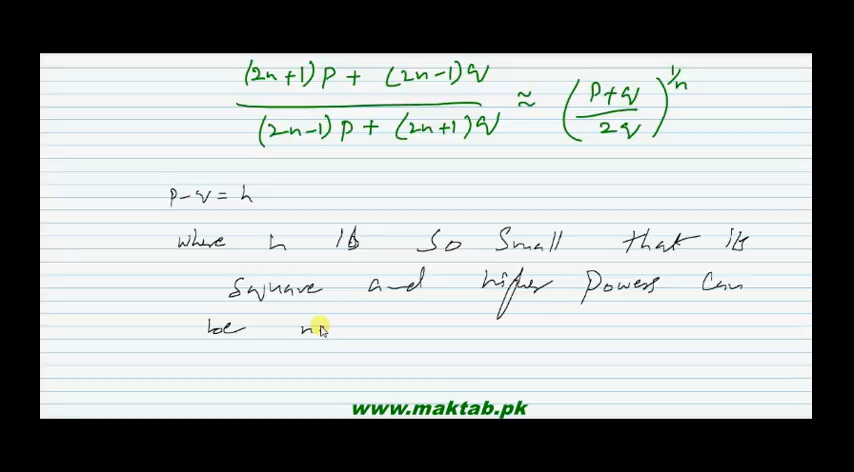 ((2n+1)p + (2n-1)q) / ((2n-1)p + (2n+1)q) ≈ ((p+q)/(2q))^(1/n)
p-q = h
where h is so small that its
square and higher powers can
be n
www.maktab.pk